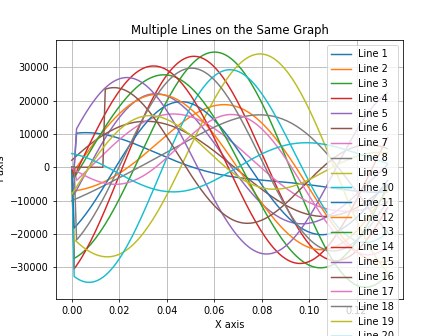 Multiple Lines on the Same Graph
30000
20000
10000
0
−10000
−20000
−30000
0.00
0.02
0.04
0.06
0.08
0.10
X axis
Line 1
Line 2
Line 3
Line 4
Line 5
Line 6
Line 7
Line 8
Line 9
Line 10
Line 11
Line 12
Line 13
Line 14
Line 15
Line 16
Line 17
Line 18
Line 19
Line 20